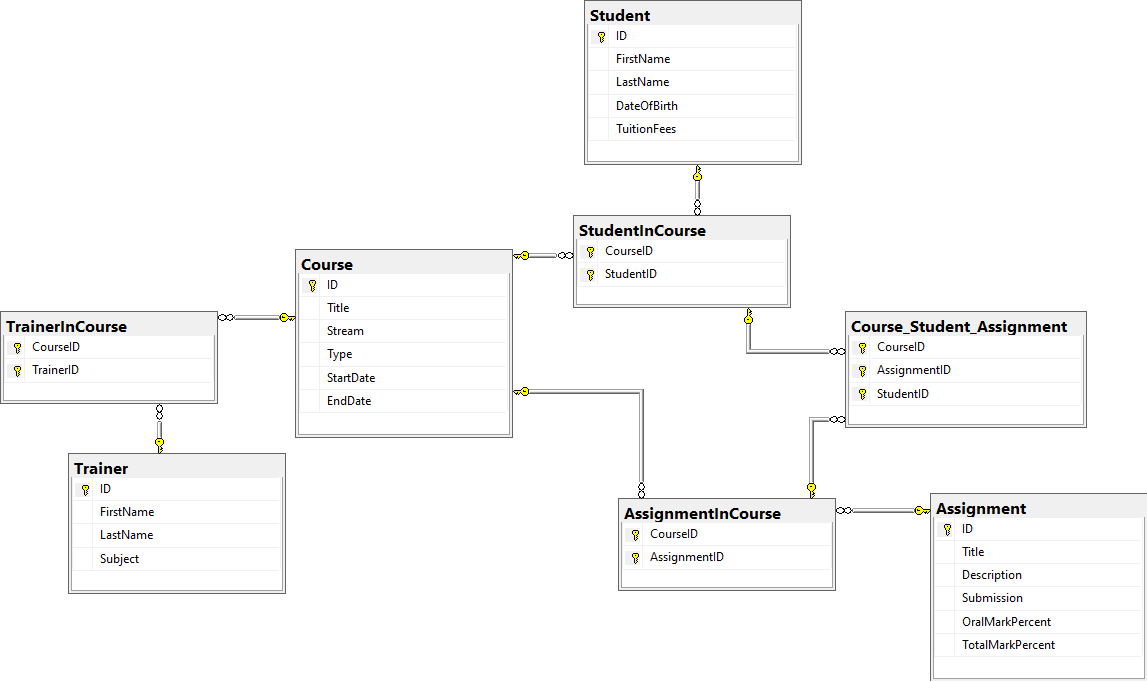 Student
ID
FirstName
LastName
DateOfBirth
TuitionFees
StudentInCourse
CourseID
StudentID
Course
ID
Title
Stream
Type
StartDate
EndDate
TrainerInCourse
CourseID
TrainerID
Course_Student_Assignment
CourseID
AssignmentID
StudentID
Trainer
ID
FirstName
LastName
Subject
AssignmentInCourse
CourseID
AssignmentID
Assignment
ID
Title
Description
Submission
OralMarkPercent
TotalMarkPercent